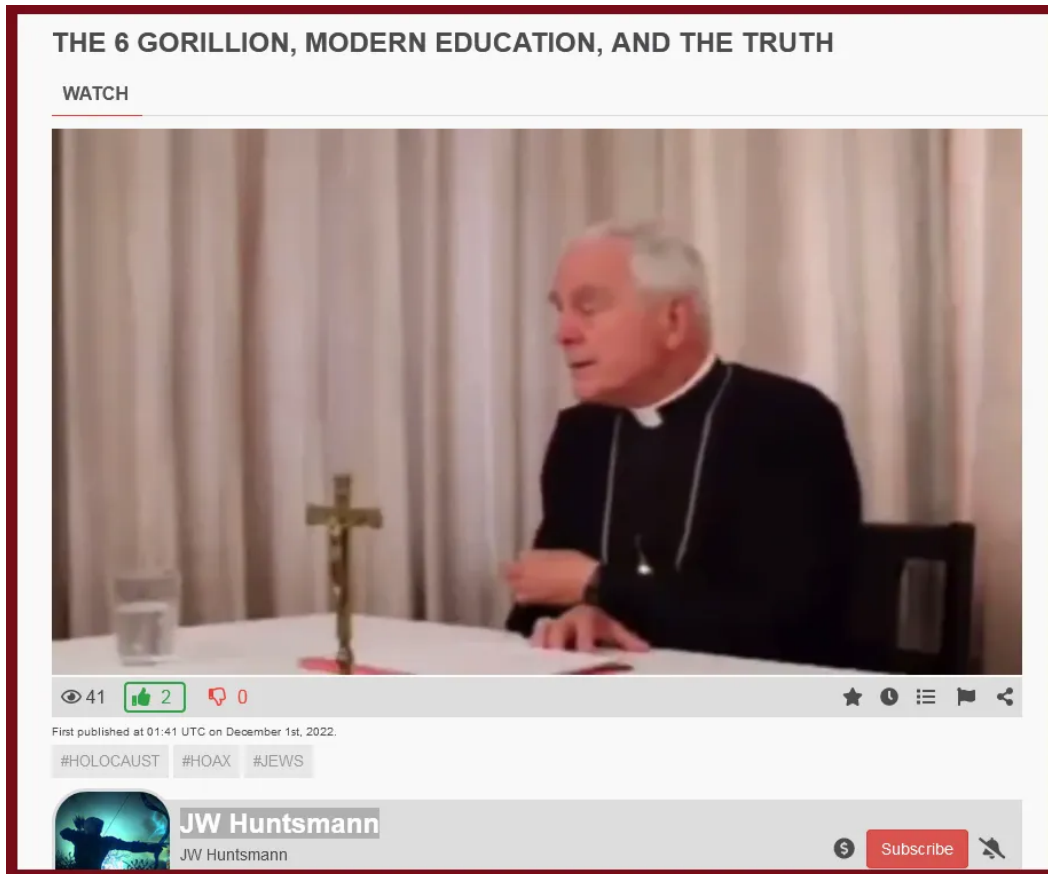 THE 6 GORILLION, MODERN EDUCATION, AND THE TRUTH
WATCH
41 2 0
First published at 01:41 UTC on December 1st, 2022.
#HOLOCAUST #HOAX #JEWS
JW Huntsmann
JW Huntsmann
Subscribe